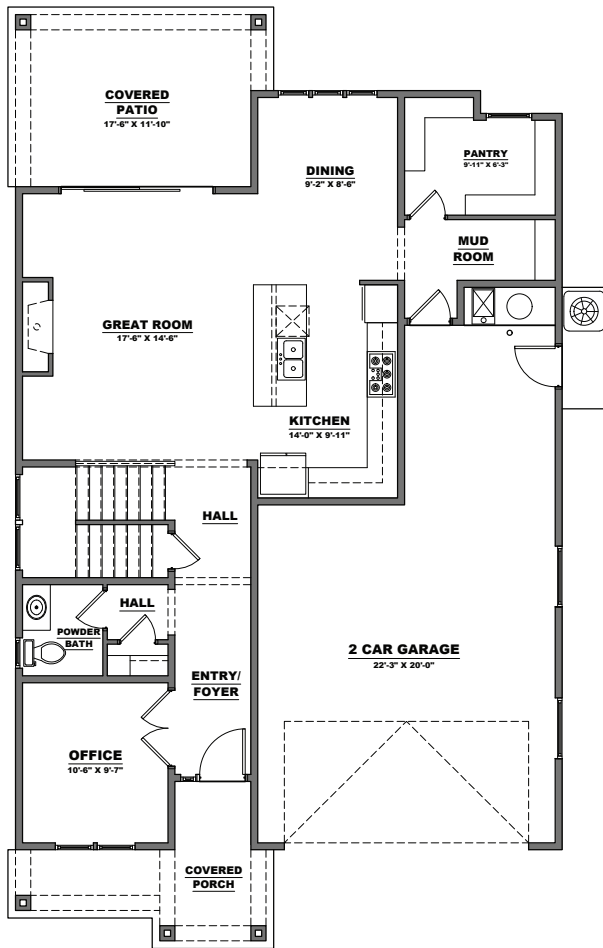 COVERED
PATIO
17'-6" X 11'-10"
DINING
9'-2" X 8'-6"
PANTRY
9'-11" X 6'-3"
MUD
ROOM
GREAT ROOM
17'-6" X 14'-6"
KITCHEN
14'-0" X 9'-11"
HALL
HALL
POWDER
BATH
ENTRY/
FOYER
2 CAR GARAGE
22'-3" X 20'-0"
OFFICE
10'-6" X 9'-7"
COVERED
PORCH